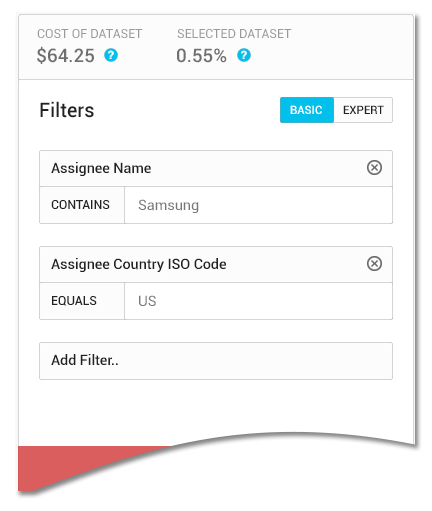 COST OF DATASET SELECTED DATASET
$64.25 ? 0.55% ?
Filters BASIC EXPERT
Assignee Name
CONTAINS Samsung
Assignee Country ISO Code
EQUALS US
Add Filter..